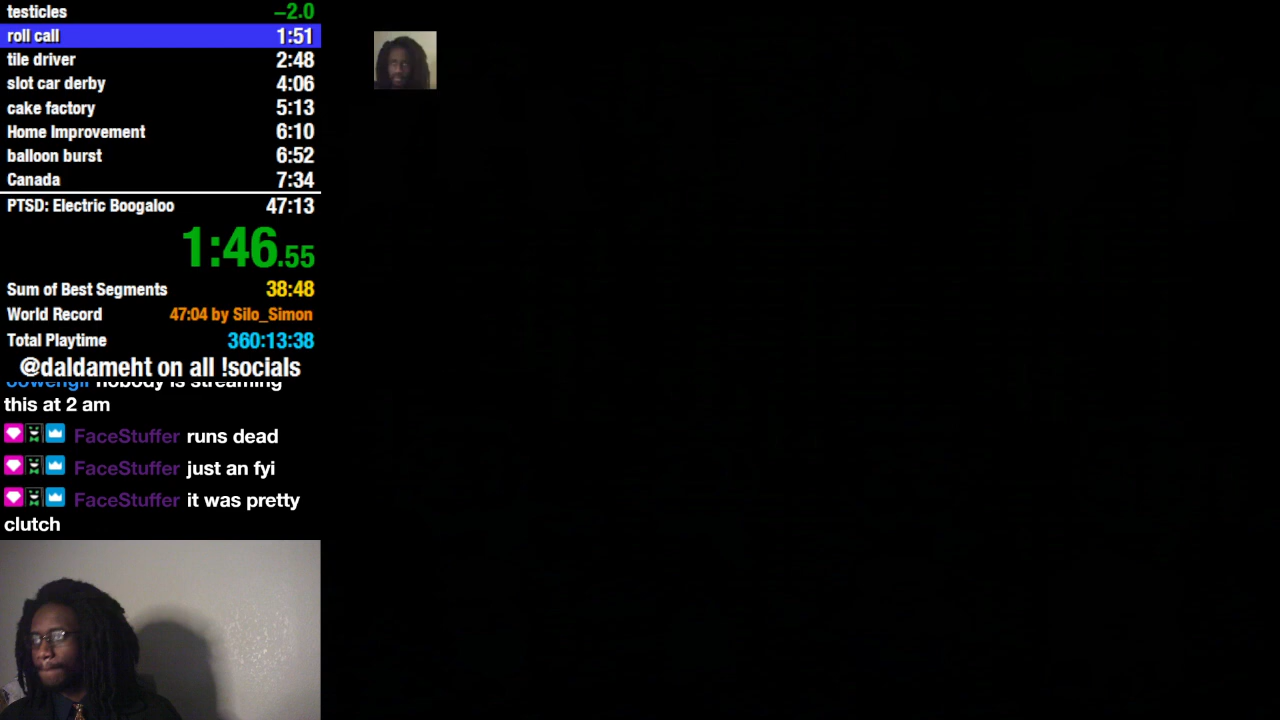 testicles −2.0
roll call 1:51
tile driver 2:48
slot car derby 4:06
cake factory 5:13
Home Improvement 6:10
balloon burst 6:52
Canada 7:34
PTSD: Electric Boogaloo 47:13
1:46.55
Sum of Best Segments 38:48
World Record 47:04 by Silo_Simon
Total Playtime 360:13:38
@daldameht on all !socials
nobody is streaming
this at 2 am
FaceStuffer runs dead
FaceStuffer just an fyi
FaceStuffer it was pretty
clutch